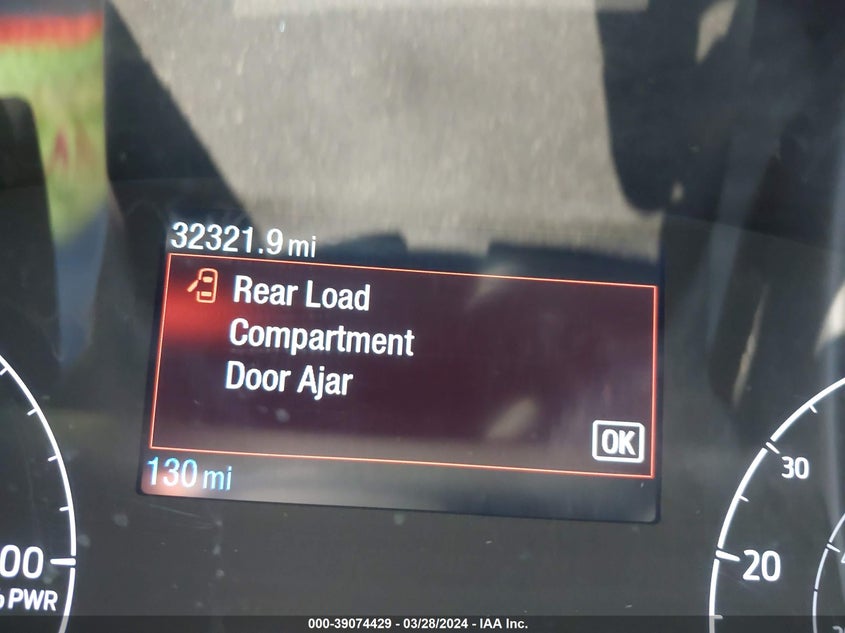 32321.9 mi
Rear Load
Compartment
Door Ajar
OK
130 mi
30
00
20
PWR
000-39074429 - 03/28/2024 - IAA Inc.